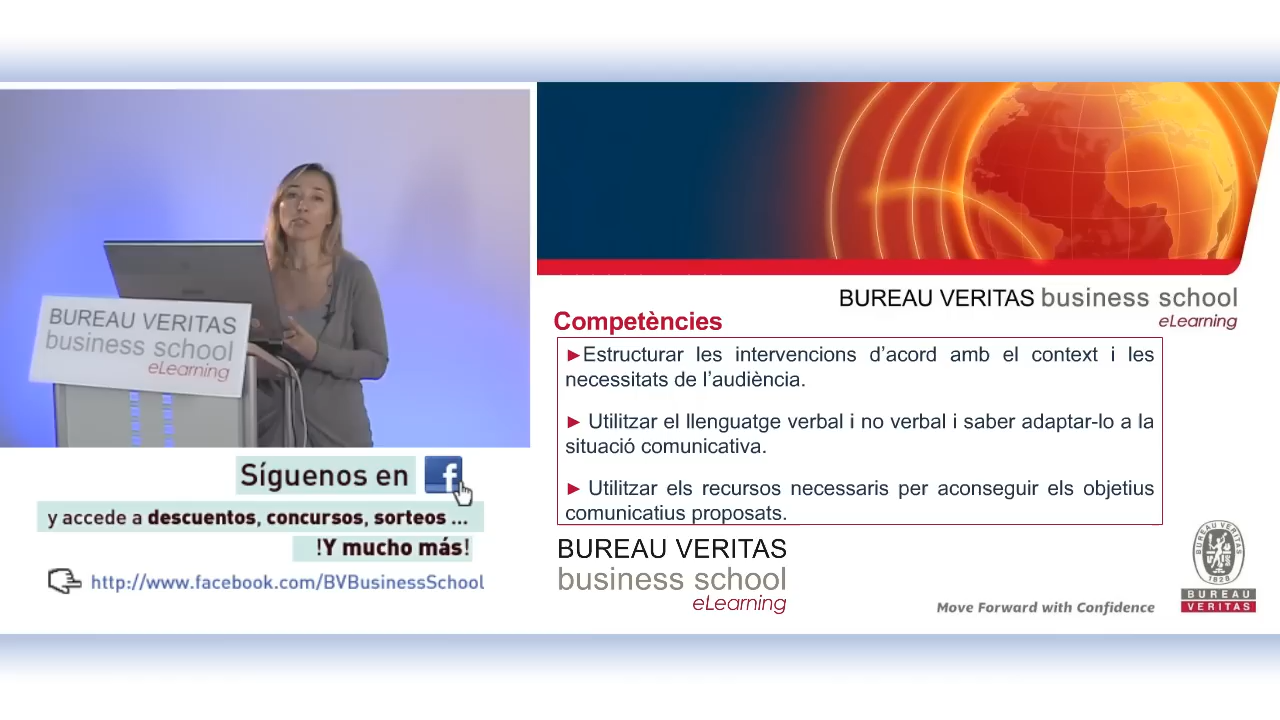 BUREAU VERITAS
business school
eLearning
Síguenos en f
y accede a descuentos, concursos, sorteos ...
!Y mucho más!
http://www.facebook.com/BVBusinessSchool
BUREAU VERITAS business school
eLearning
Competències
►Estructurar les intervencions d’acord amb el context i les
necessitats de l’audiència.
► Utilitzar el llenguatge verbal i no verbal i saber adaptar-lo a la
situació comunicativa.
► Utilitzar els recursos necessaris per aconseguir els objetius
comunicatius proposats.
BUREAU VERITAS
business school
eLearning
Move Forward with Confidence
BUREAU VERITAS
1828
BUREAU
VERITAS